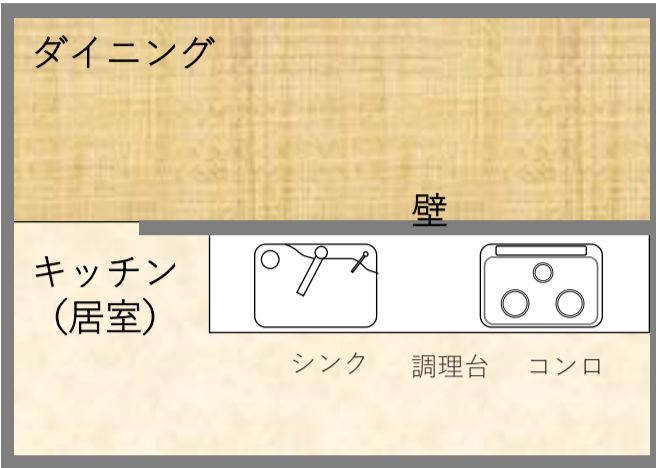 ダイニング
壁
キッチン
（居室）
シンク
調理台
コンロ